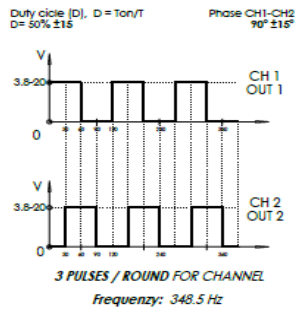 Duty cicle (D), D = Ton/T
D= 50% ±15
Phase CH1-CH2
90° ±15°
V
3.8-20
CH 1
OUT 1
0
30 60 90 120 240 360
V
3.8-20
CH 2
OUT 2
0
30 60 90 120 240 360
3 PULSES / ROUND FOR CHANNEL
Frequenzy: 348.5 Hz